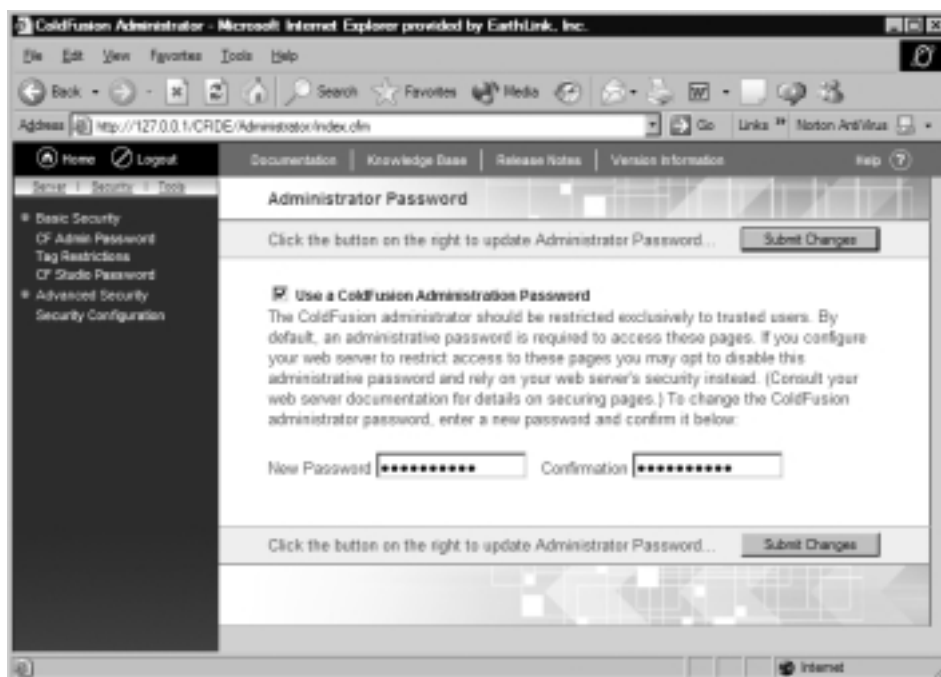 ColdFusion Administrator - Microsoft Internet Explorer provided by EarthLink, Inc.
File Edit View Favorites Tools Help
Back Search Favorites Media
Address http://127.0.0.1/CFIDE/Administrator/index.cfm Go Links » Norton AntiVirus
Home Logout Documentation Knowledge Base Release Notes Version Information Help ?
Server | Security | Tools
Administrator Password
Basic Security
CF Admin Password
Tag Restrictions
CF Studio Password
Advanced Security
Security Configuration
Click the button on the right to update Administrator Password... Submit Changes
Use a ColdFusion Administration Password
The ColdFusion administrator should be restricted exclusively to trusted users. By
default, an administrative password is required to access these pages. If you configure
your web server to restrict access to these pages you may opt to disable this
administrative password and rely on your web server's security instead. (Consult your
web server documentation for details on securing pages.) To change the ColdFusion
administrator password, enter a new password and confirm it below:
New Password •••••••••• Confirmation ••••••••••
Click the button on the right to update Administrator Password... Submit Changes
Internet